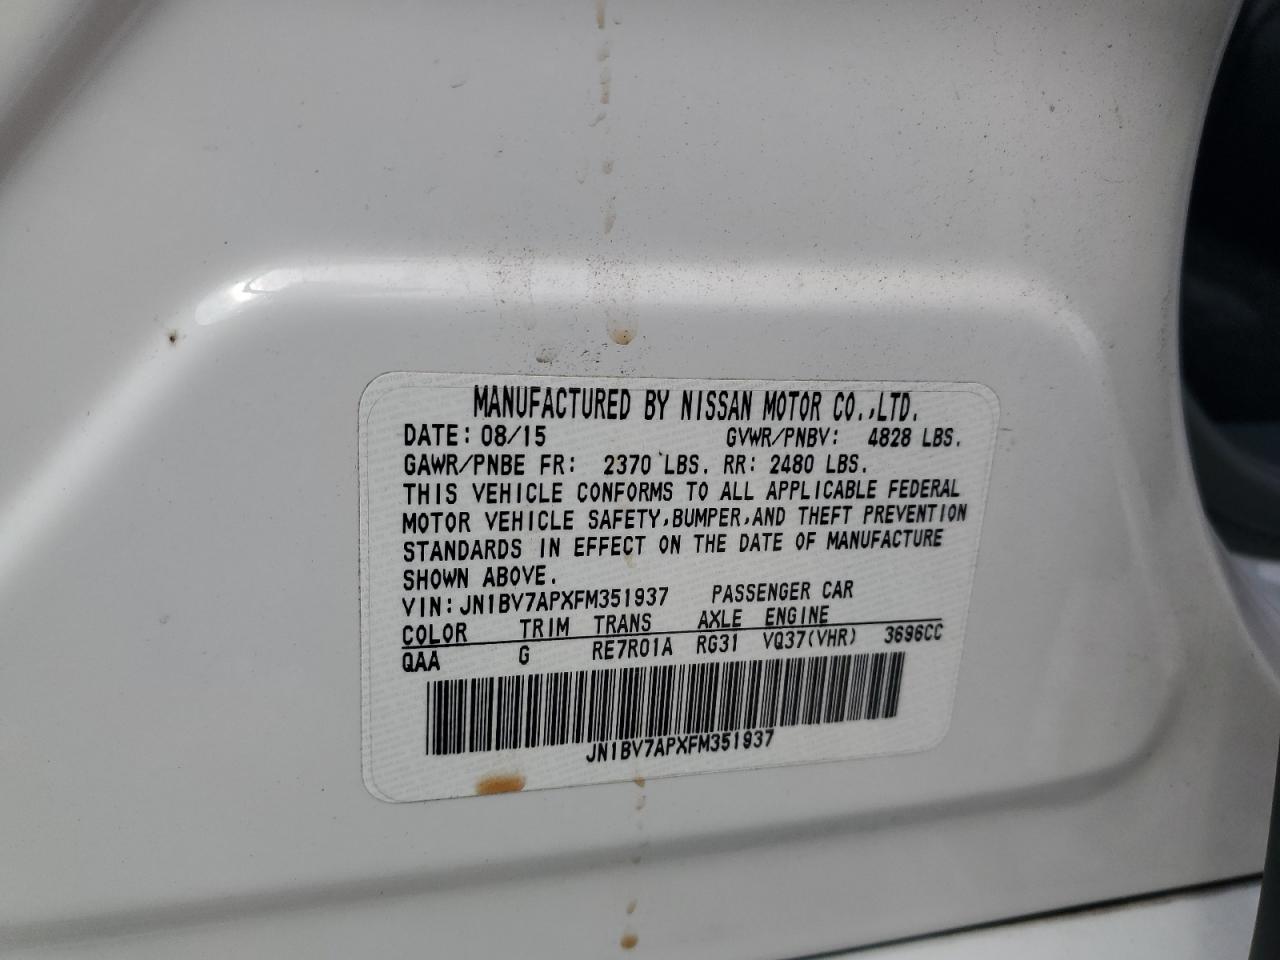 MANUFACTURED BY NISSAN MOTOR CO.,LTD.
DATE: 08/15 GVWR/PNBV: 4828 LBS.
GAWR/PNBE FR: 2370 LBS. RR: 2480 LBS.
THIS VEHICLE CONFORMS TO ALL APPLICABLE FEDERAL
MOTOR VEHICLE SAFETY,BUMPER,AND THEFT PREVENTION
STANDARDS IN EFFECT ON THE DATE OF MANUFACTURE
SHOWN ABOVE.
VIN: JN1BV7APXFM351937 PASSENGER CAR
COLOR TRIM TRANS AXLE ENGINE
QAA G RE7R01A RG31 VQ37(VHR) 3696CC
JN1BV7APXFM351937